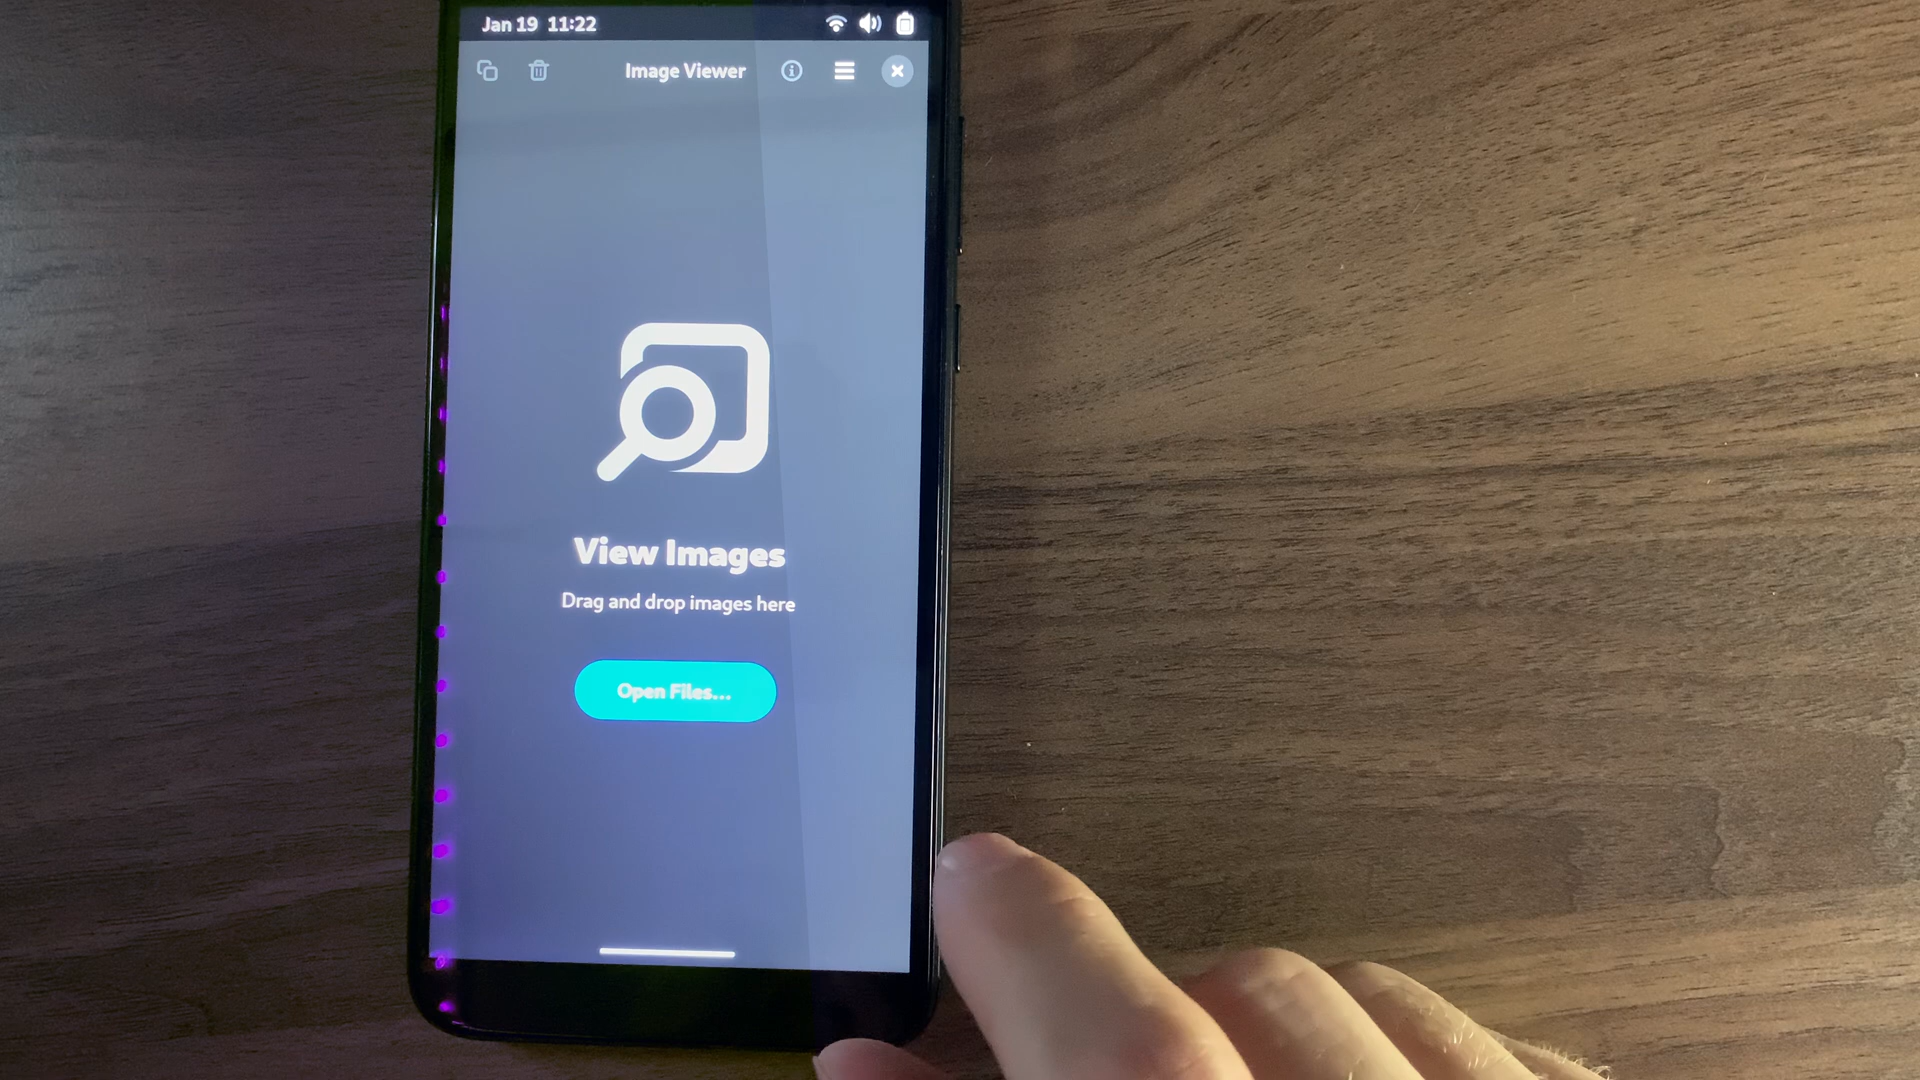 Jan 19 11:22
Image Viewer
View Images
Drag and drop images here
Open Files...